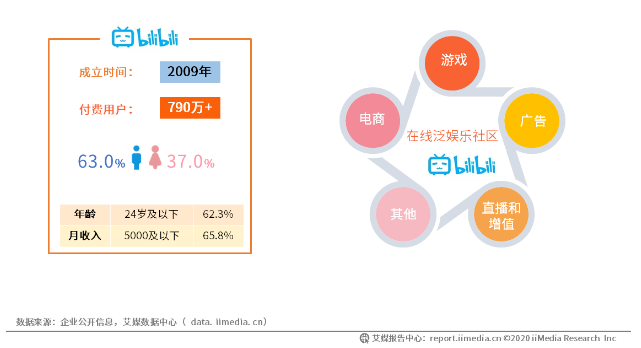 bilibili
成立时间： 2009年
付费用户： 790万+
63.0% 37.0%
年龄 24岁及以下 62.3%
月收入 5000及以下 65.8%
游戏
电商
广告
在线泛娱乐社区
bilibili
其他
直播和
增值
数据来源：企业公开信息，艾媒数据中心（ data. iimedia. cn）
艾媒报告中心：report.iimedia.cn ©2020 iiMedia Research Inc